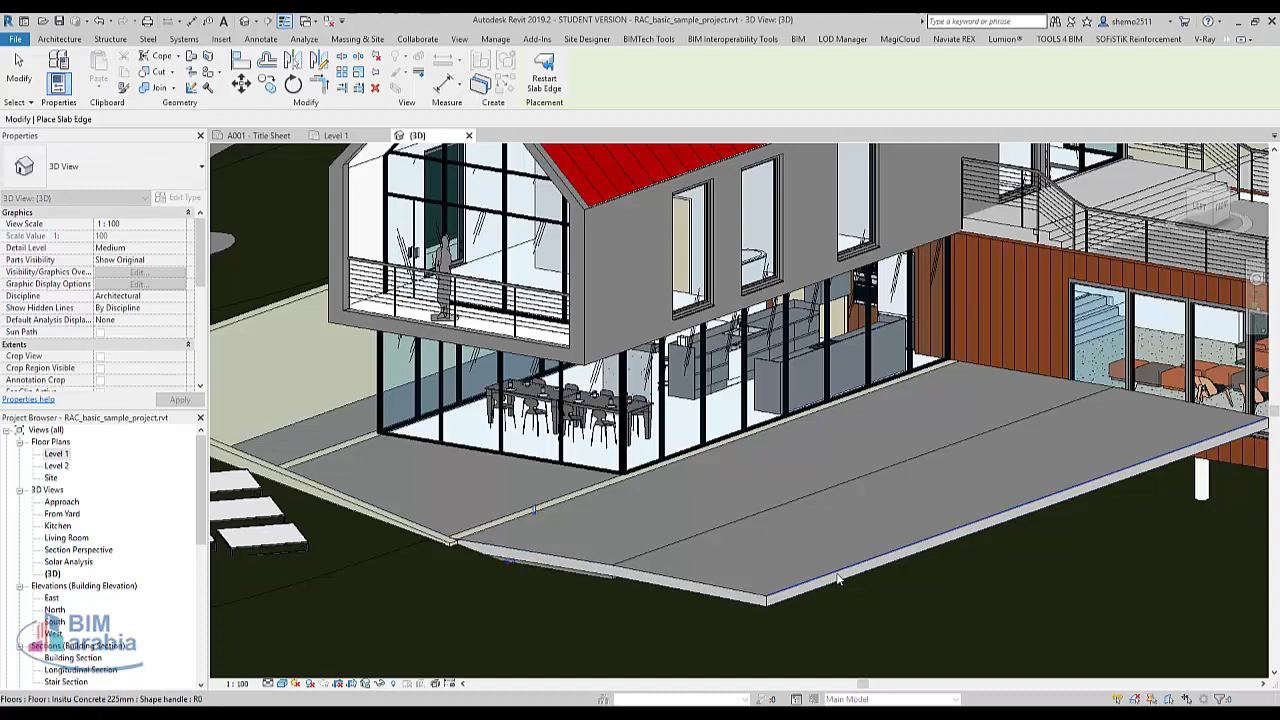 Autodesk Revit 2019.2 - STUDENT VERSION - RAC_basic_sample_project.rvt - 3D View: {3D}
Type a keyword or phrase
shemo2511
File Architecture Structure Steel Systems Insert Annotate Analyze Massing & Site Collaborate View Manage Add-Ins Site Designer BIMTech Tools BIM Interoperability Tools BIM LOD Manager MagiCloud Naviate REX Lumion® TOOLS 4 BIM SOFiSTiK Reinforcement V-Ray
Modify
Properties
Paste
Cope
Cut
Join
Restart
Slab Edge
Select Properties Clipboard Geometry Modify View Measure Create Placement
Modify | Place Slab Edge
Properties
A001 - Title Sheet
Level 1
{3D}
3D View
3D View: {3D}
Edit Type
Graphics
View Scale 1 : 100
Scale Value 1: 100
Detail Level Medium
Parts Visibility Show Original
Visibility/Graphics Ove... Edit...
Graphic Display Options Edit...
Discipline Architectural
Show Hidden Lines By Discipline
Default Analysis Displa... None
Sun Path
Extents
Crop View
Crop Region Visible
Annotation Crop
Properties help
Apply
Project Browser - RAC_basic_sample_project.rvt
Views (all)
Floor Plans
Level 1
Level 2
Site
3D Views
Approach
From Yard
Kitchen
Living Room
Section Perspective
Solar Analysis
{3D}
Elevations (Building Elevation)
East
North
South
West
Sections (Building Section)
Building Section
Longitudinal Section
Stair Section
BIM
arabia
1 : 100
Floors : Floor : Insitu Concrete 225mm : Shape handle : R0
:0
Main Model
:0